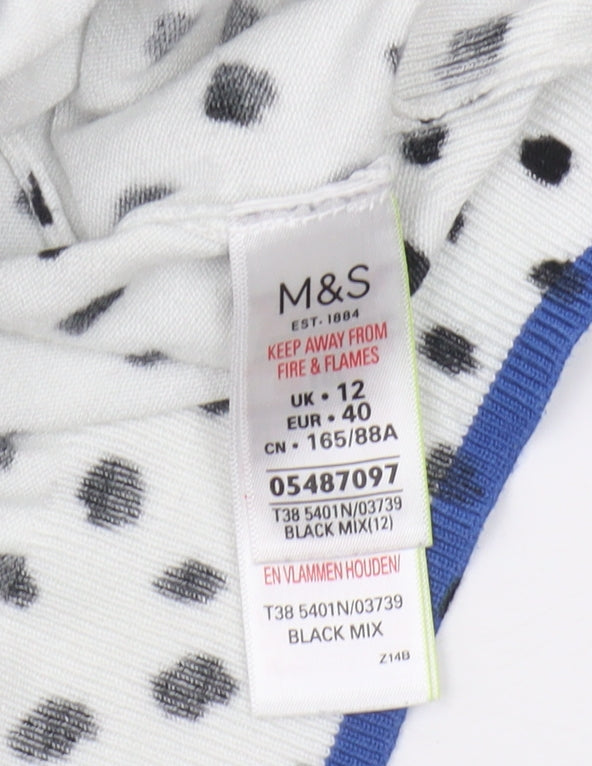 M&S
EST· 1884
KEEP AWAY FROM
FIRE & FLAMES
UK • 12
EUR • 40
CN • 165/88A
05487097
T38 5401N/03739
BLACK MIX(12)
EN VLAMMEN HOUDEN/
T38 5401N/03739
BLACK MIX
Z14B